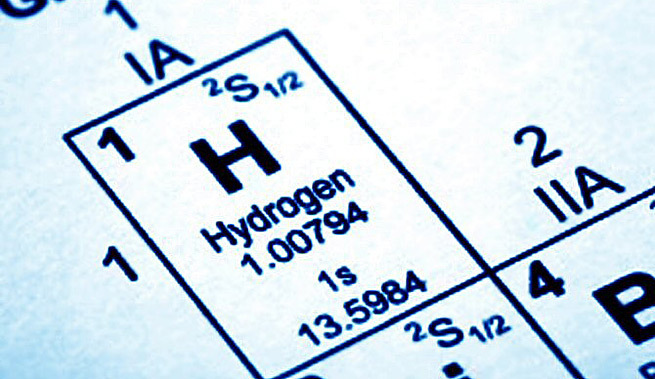 1
IA
1
²S₁/₂
H
Hydrogen
1.00794
1s
13.5984
1
2
IIA
4
²S₁/₂